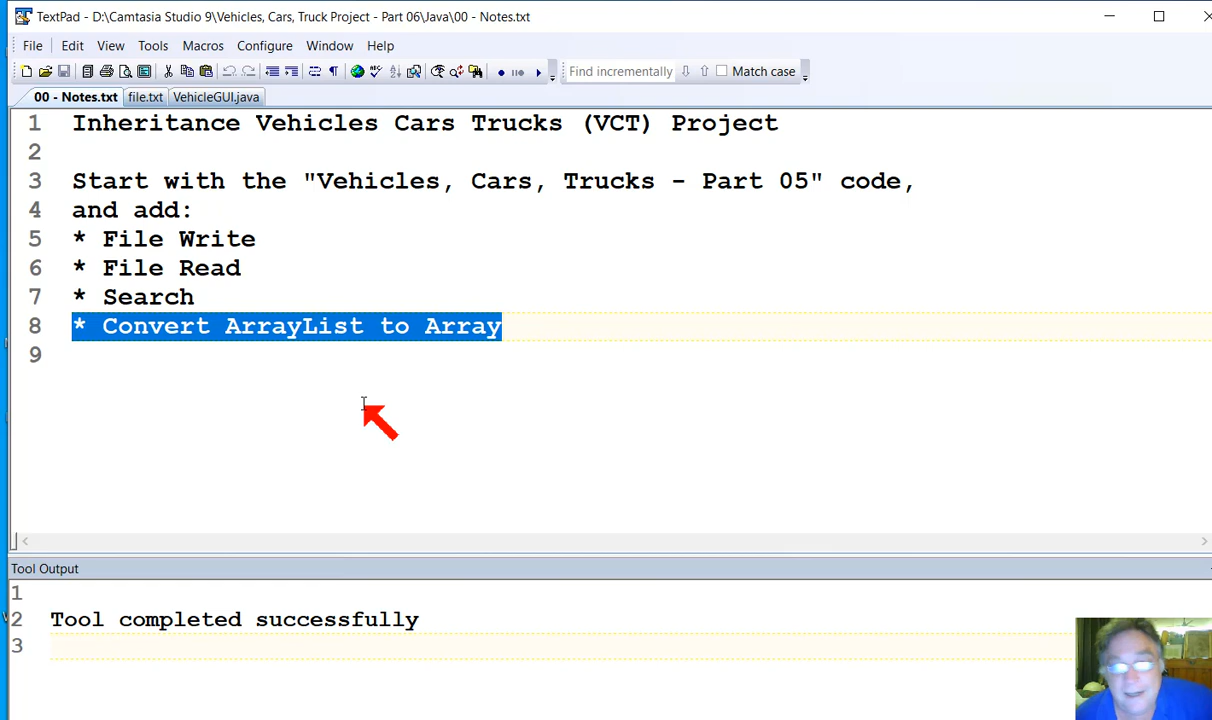 TextPad - D:\Camtasia Studio 9\Vehicles, Cars, Truck Project - Part 06\Java\00 - Notes.txt
File Edit View Tools Macros Configure Window Help
Find incrementally Match case
00 - Notes.txt file.txt VehicleGUI.java
1 Inheritance Vehicles Cars Trucks (VCT) Project
2
3 Start with the "Vehicles, Cars, Trucks - Part 05" code,
4 and add:
5 * File Write
6 * File Read
7 * Search
8 * Convert ArrayList to Array
9
Tool Output
1
2 Tool completed successfully
3